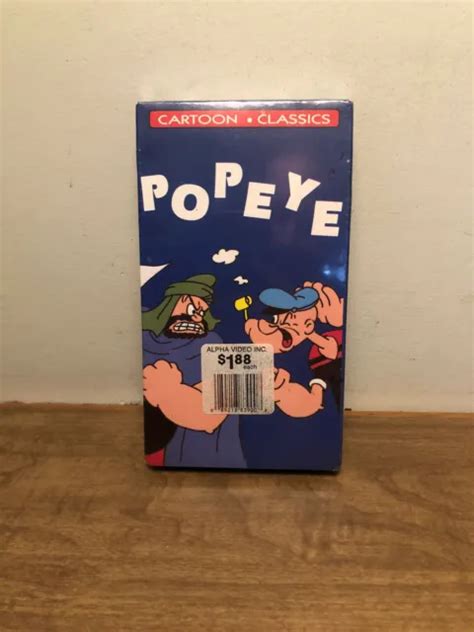 CARTOON • CLASSICS
POPEYE
ALPHA VIDEO INC.
$1.88
each